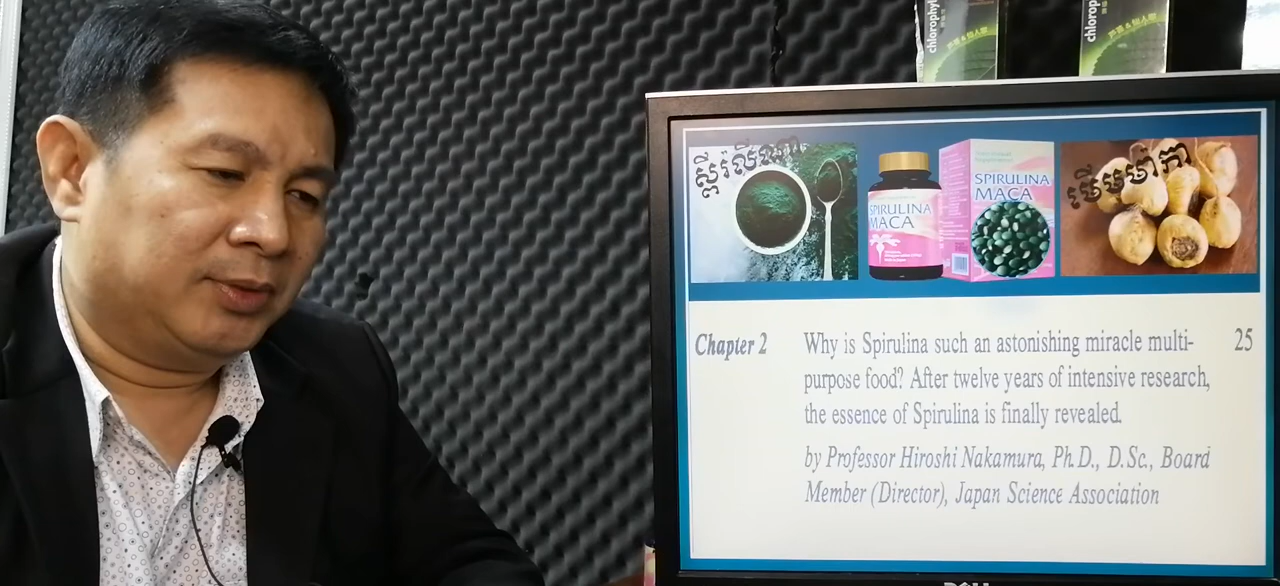 chlorophyll
chlorophyll
ស្ពីរូលីណា
SPIRULINA
MACA
SPIRULINA
MACA
មើមម៉ាកា
Chapter 2 Why is Spirulina such an astonishing miracle multi- 25
purpose food? After twelve years of intensive research,
the essence of Spirulina is finally revealed.
by Professor Hiroshi Nakamura, Ph.D., D.Sc., Board
Member (Director), Japan Science Association